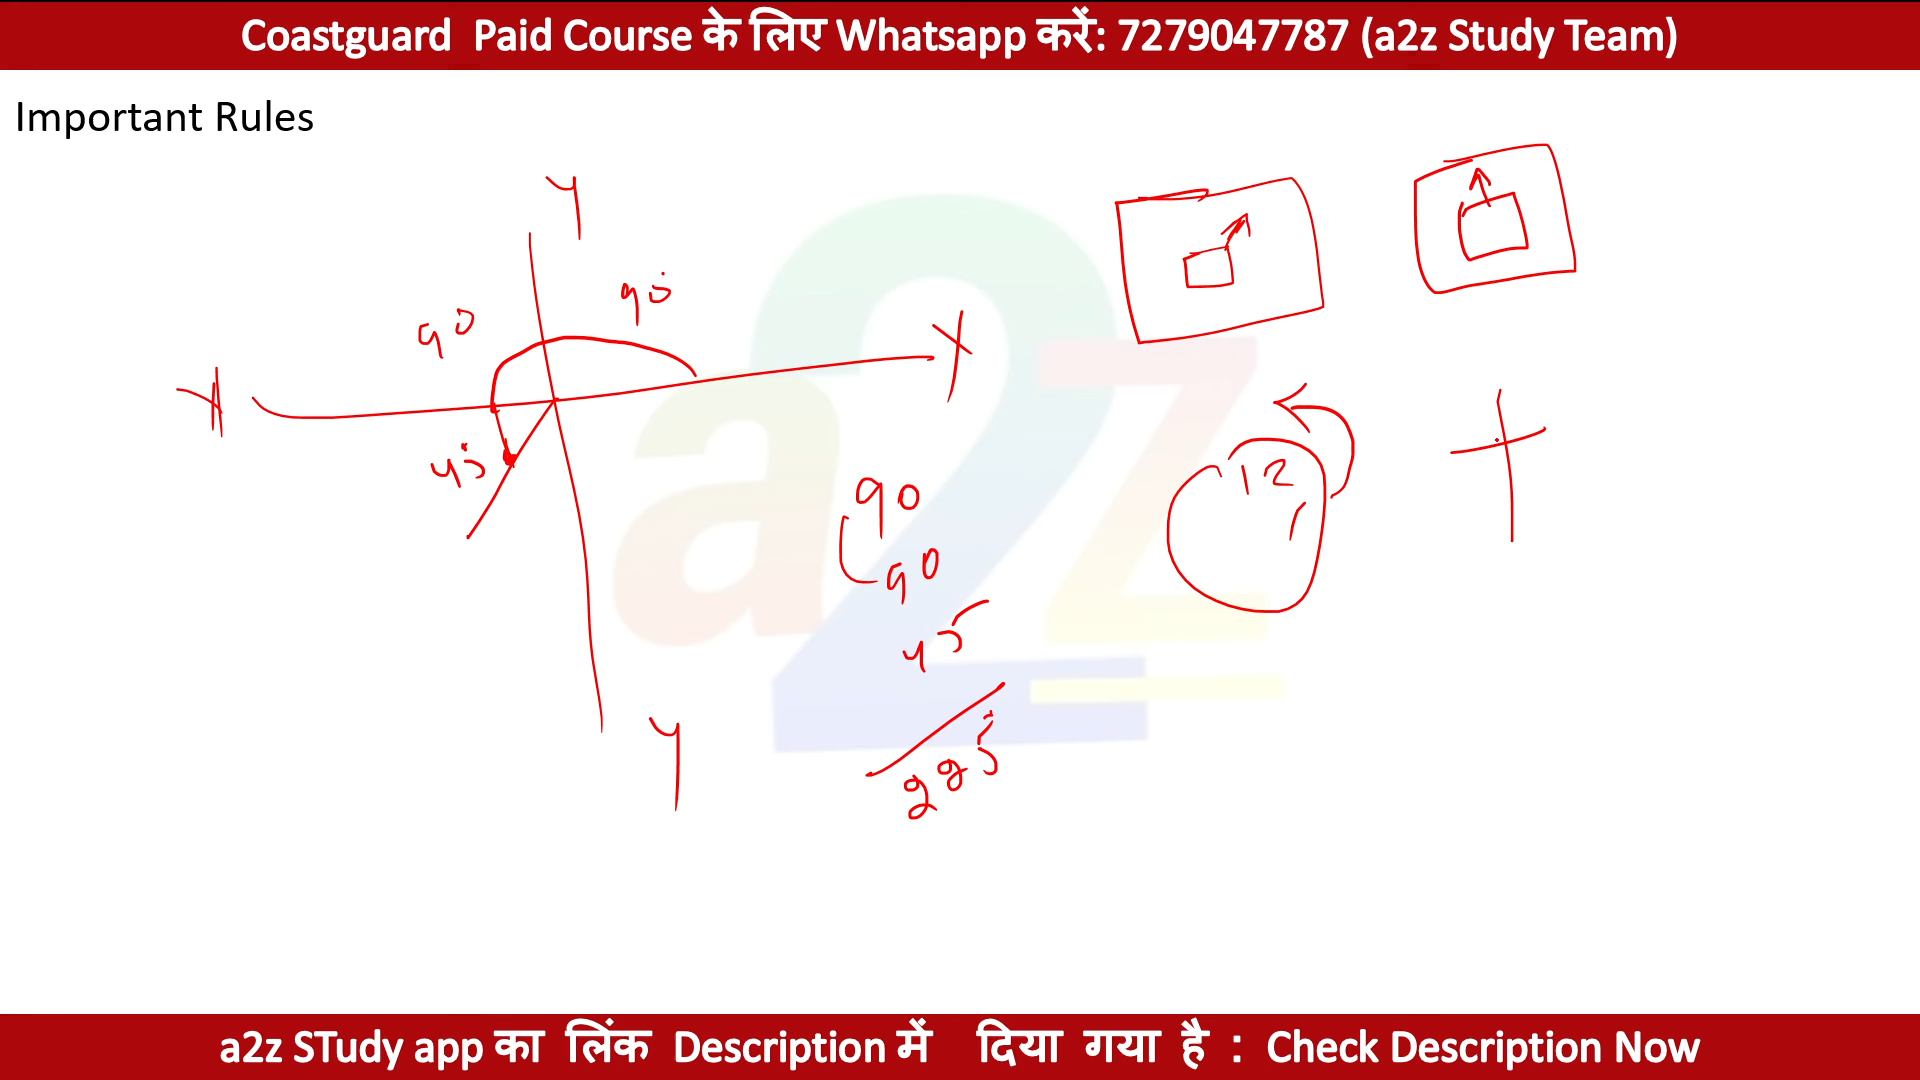 Coastguard Paid Course के लिए Whatsapp करें: 7279047787 (a2z Study Team)
Important Rules
Y
90
90
X
X
45
a2z
90
90
45
225
12
Y
a2z STudy app का लिंक Description में दिया गया है : Check Description Now